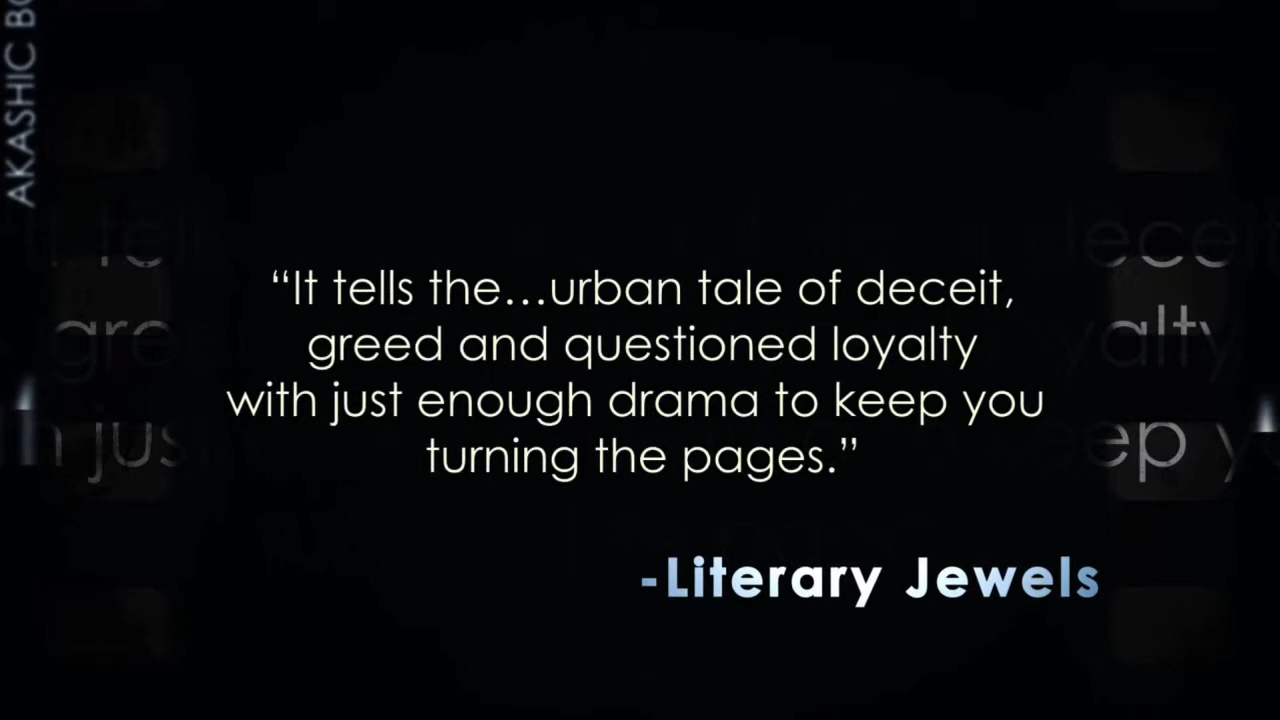 AKASHIC
“It tells the…urban tale of deceit,
greed and questioned loyalty
with just enough drama to keep you
turning the pages.”
-Literary Jewels